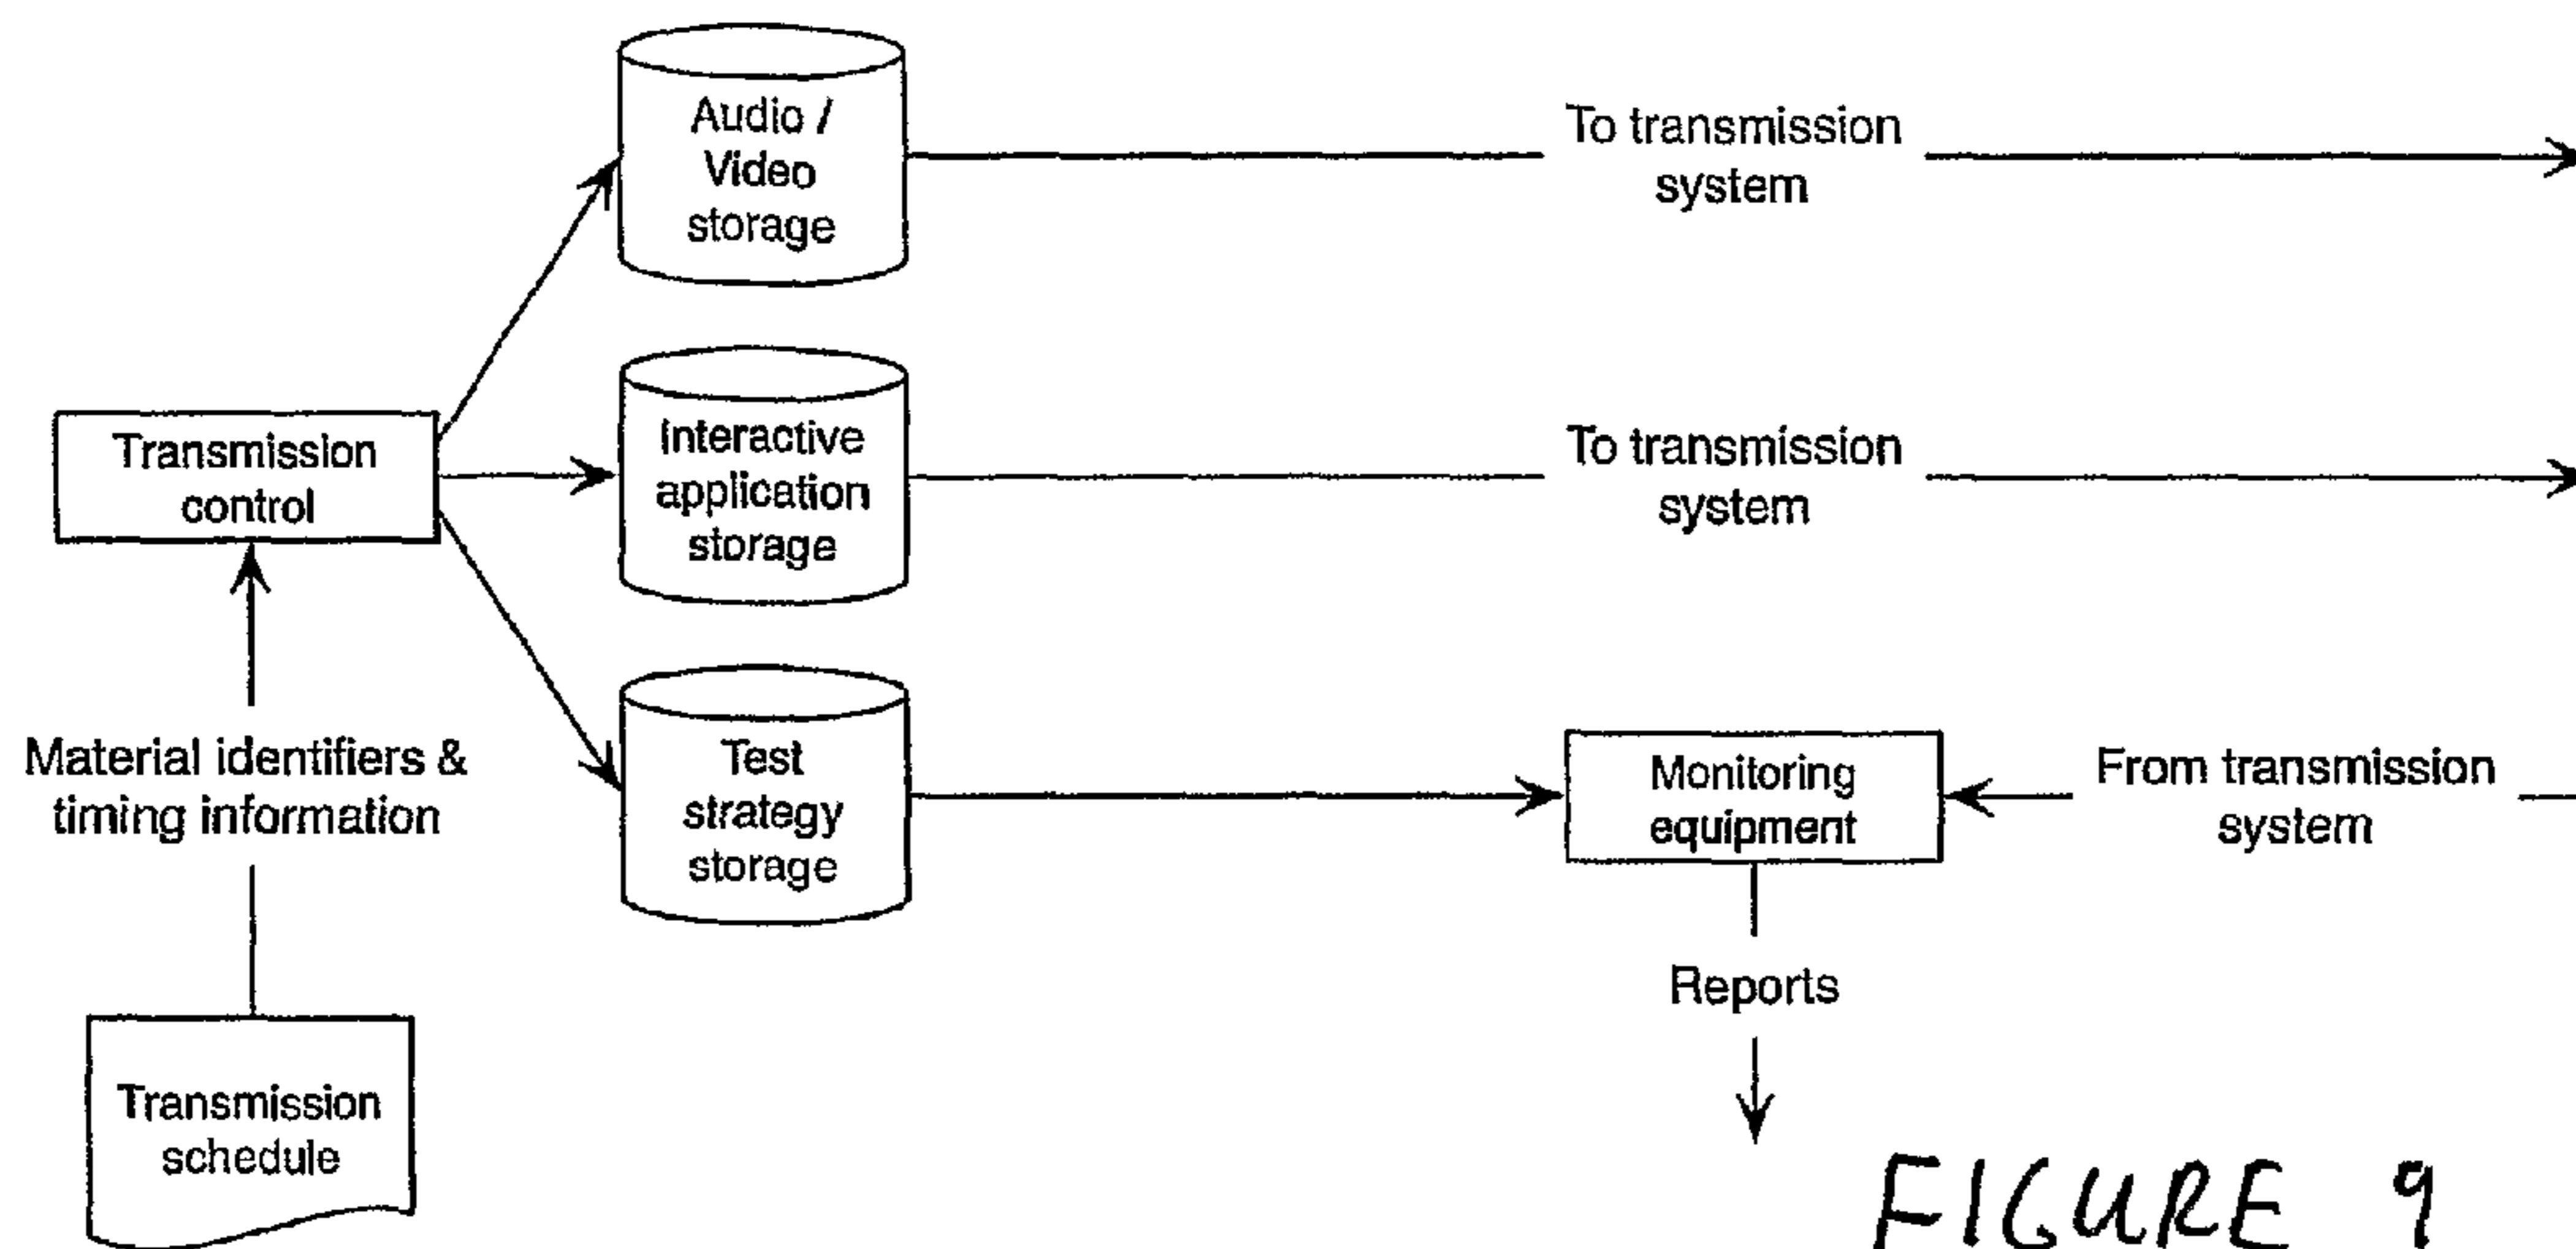 Audio /
Video
storage
To transmission
system
Transmission
control
Interactive
application
storage
To transmission
system
Material identifiers &
timing information
Test
strategy
storage
Monitoring
equipment
From transmission
system
Reports
Transmission
schedule
FIGURE 9